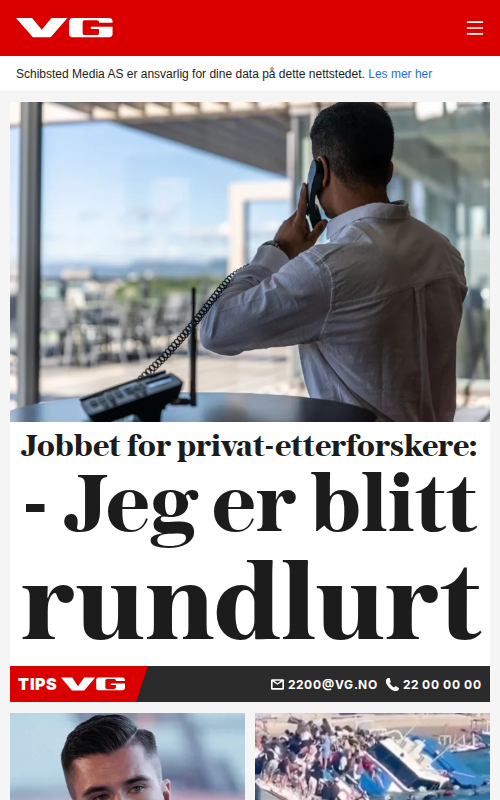 VG
Schibsted Media AS er ansvarlig for dine data på dette nettstedet. Les mer her
Jobbet for privat-etterforskere:
- Jeg er blitt
rundlurt
TIPS VG 2200@VG.NO 22 00 00 00